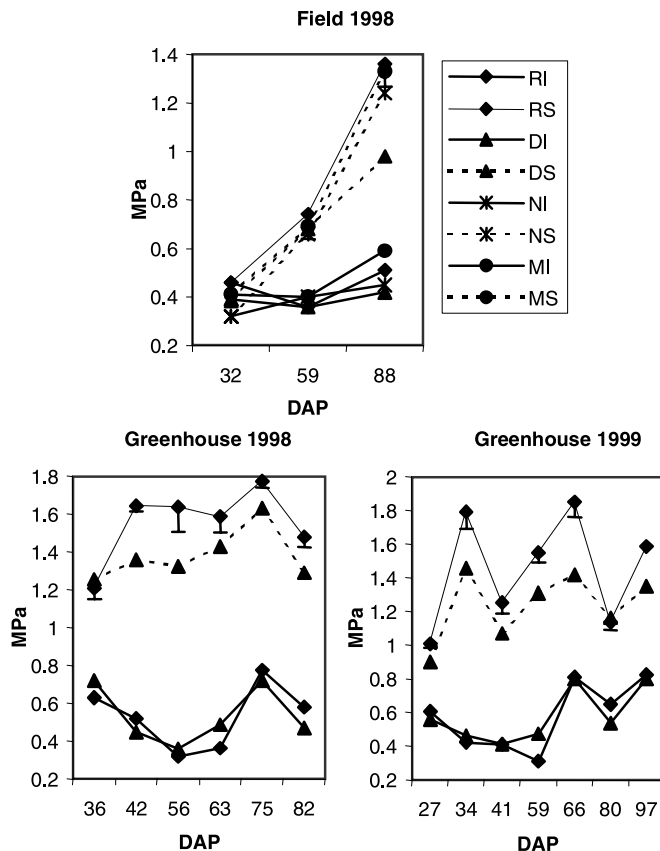 Field 1998
1.4
1.2
1
0.8
0.6
0.4
0.2
MPa
32 59 88
DAP
RI
RS
DI
DS
NI
NS
MI
MS
Greenhouse 1998
1.8
1.6
1.4
1.2
1
0.8
0.6
0.4
0.2
MPa
36 42 56 63 75 82
DAP
Greenhouse 1999
2
1.8
1.6
1.4
1.2
1
0.8
0.6
0.4
0.2
MPa
27 34 41 59 66 80 97
DAP